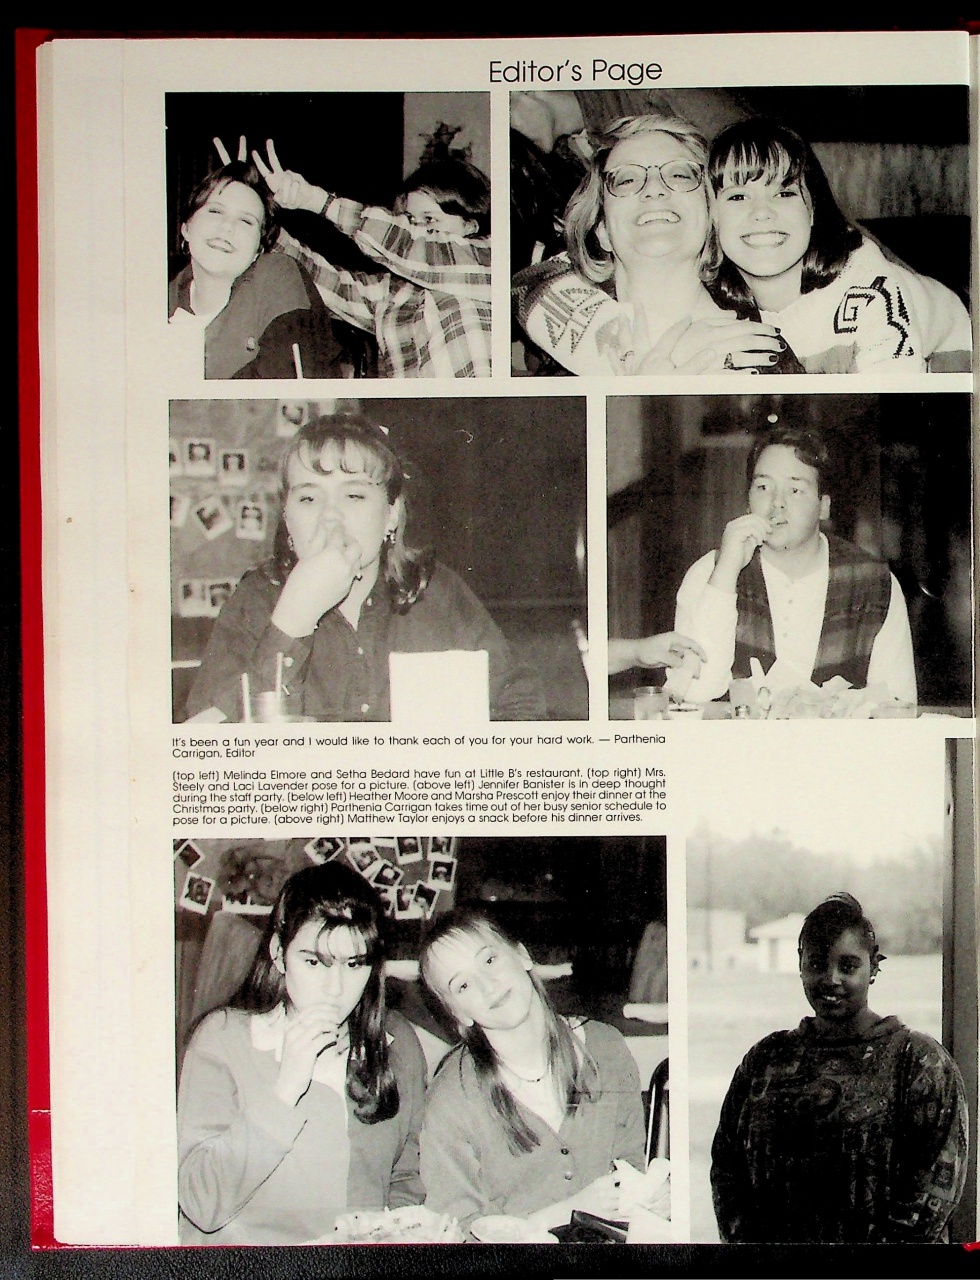 Editor's Page
It's been a fun year and I would like to thank each of you for your hard work. — Parthenia
Carrigan, Editor
(top left) Melinda Elmore and Setha Bedard have fun at Little B's restaurant. (top right) Mrs.
Steely and Laci Lavender pose for a picture. (above left) Jennifer Banister is in deep thought
during the staff party. (below left) Heather Moore and Marsha Prescott enjoy their dinner at the
Christmas party. (below right) Parthenia Carrigan takes time out of her busy senior schedule to
pose for a picture. (above right) Matthew Taylor enjoys a snack before his dinner arrives.